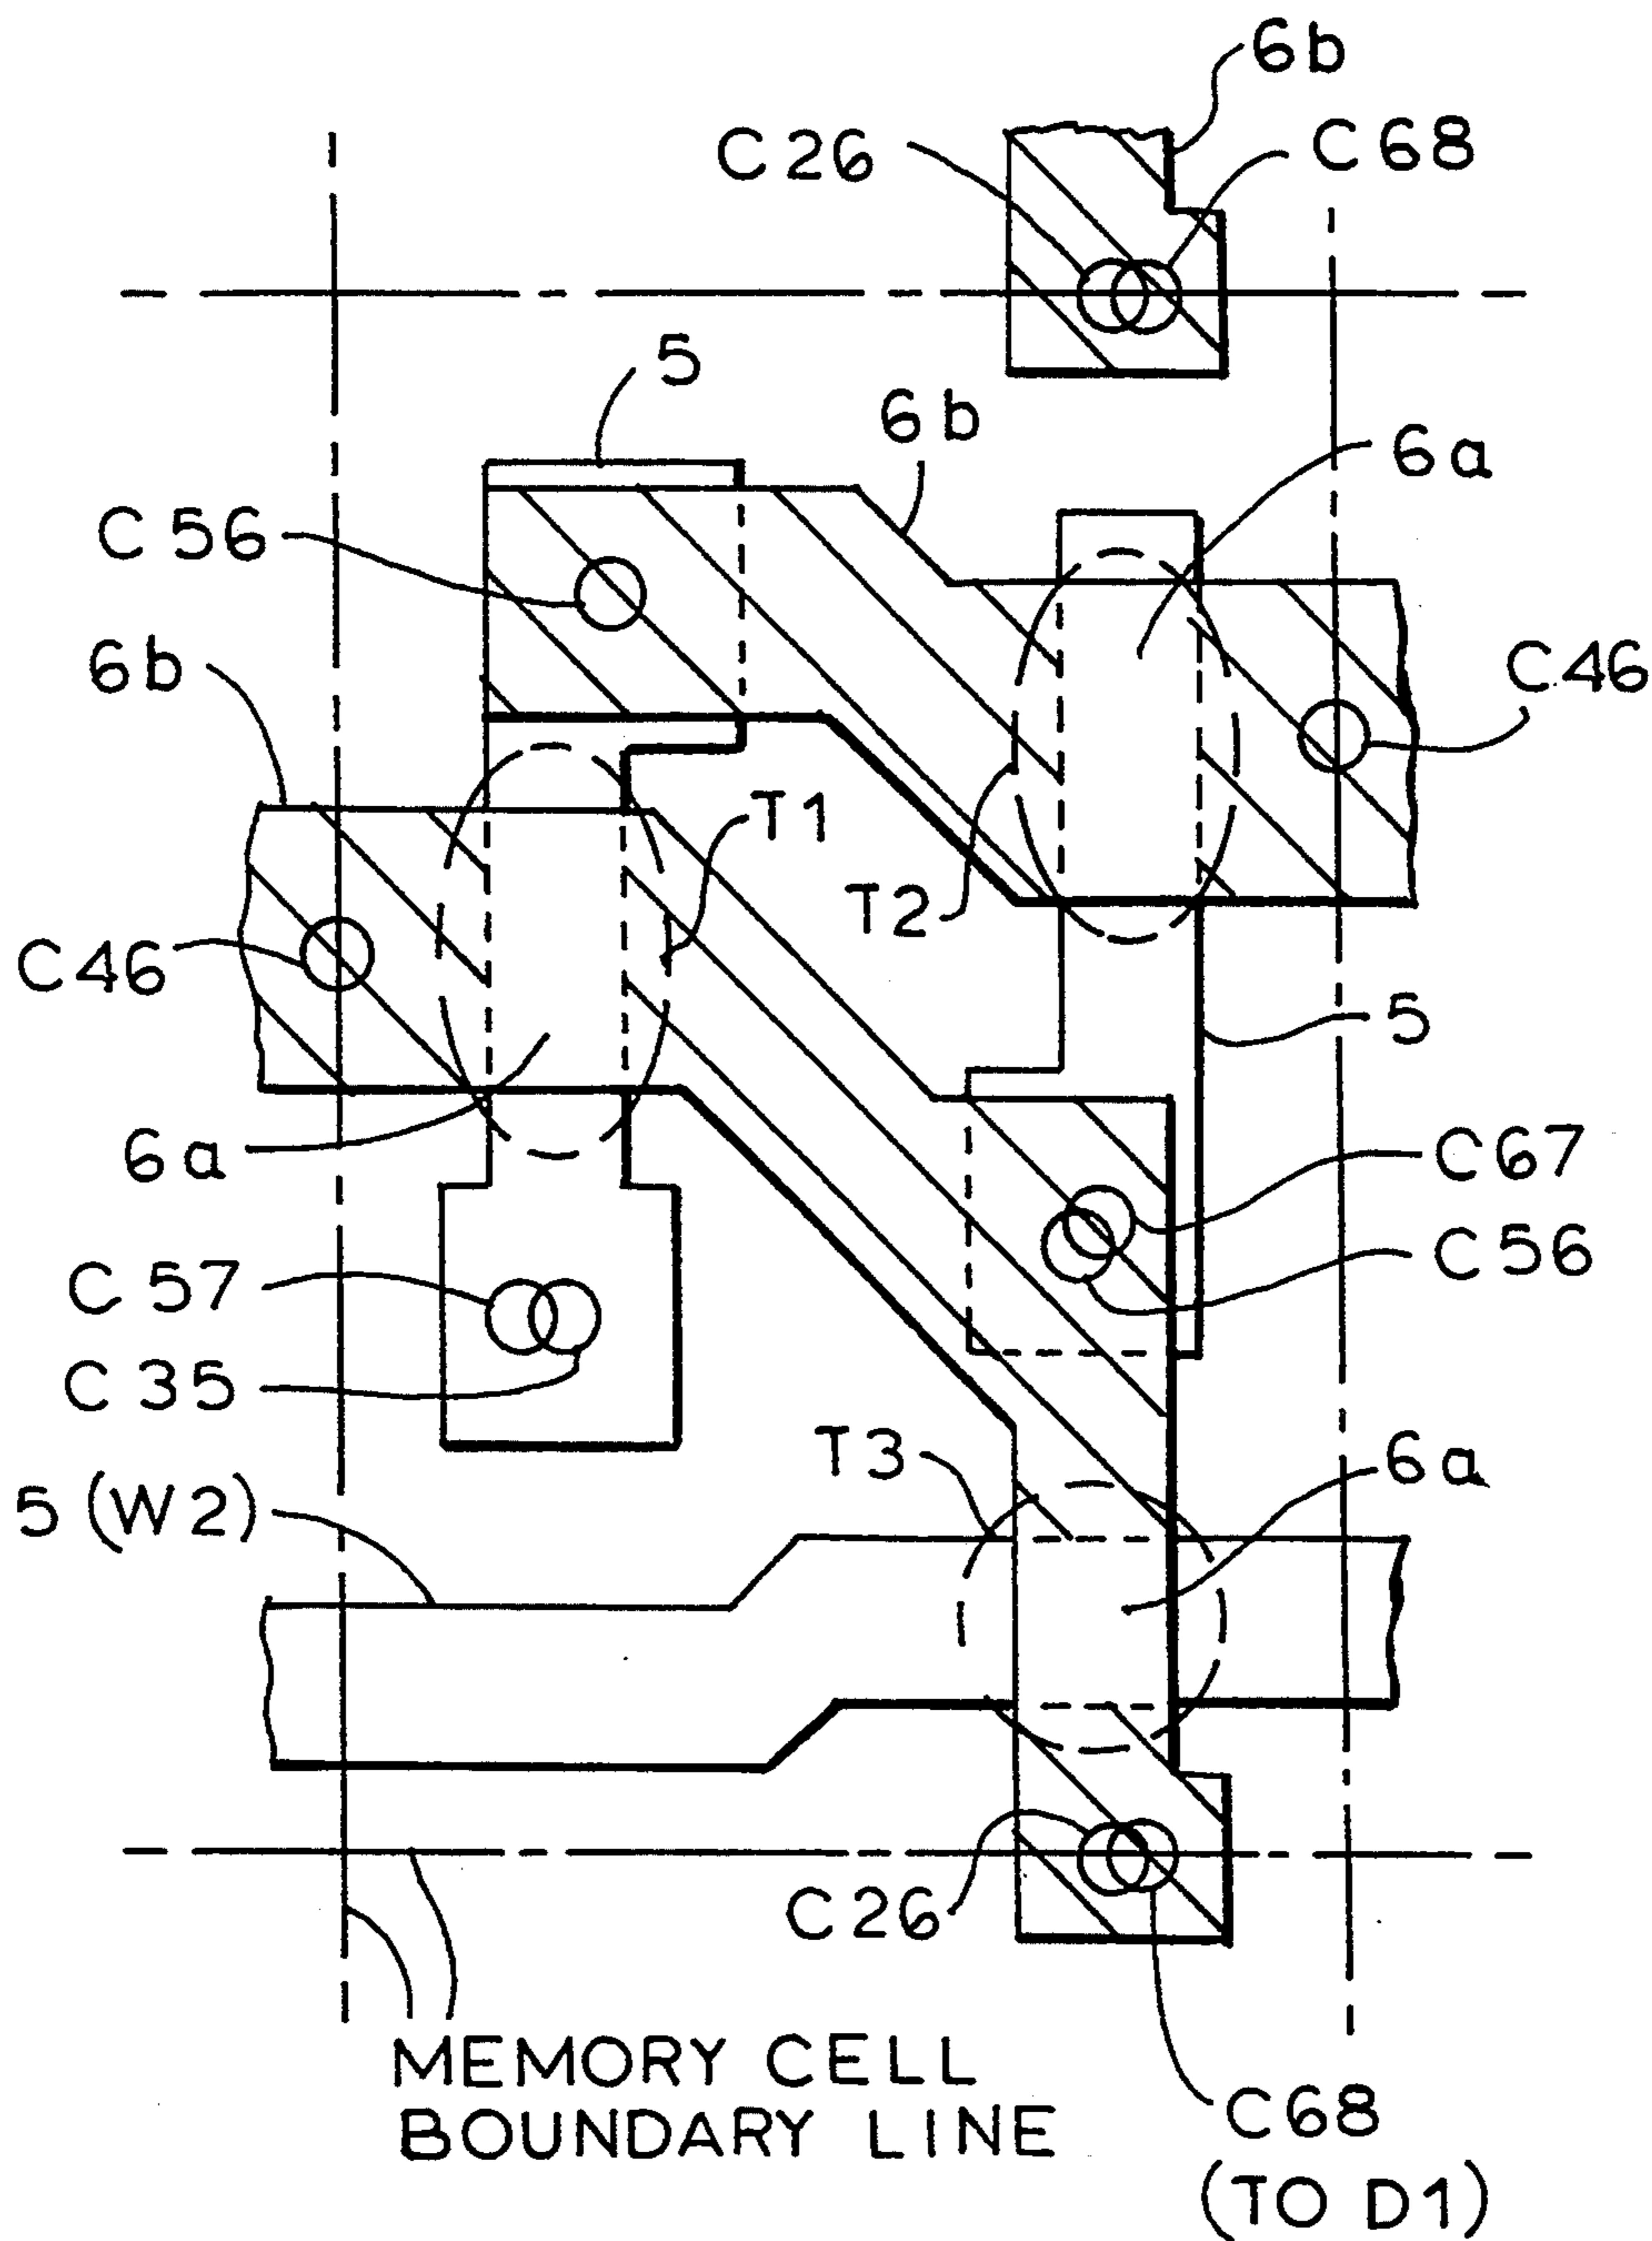 6b
C26
C68
5
6b
6a
C56
6b
C46
T1
T2
C46
5
6a
C67
C57
C56
C35
T3
6a
5 (W2)
C26
MEMORY CELL
BOUNDARY LINE
C68
(TO D1)